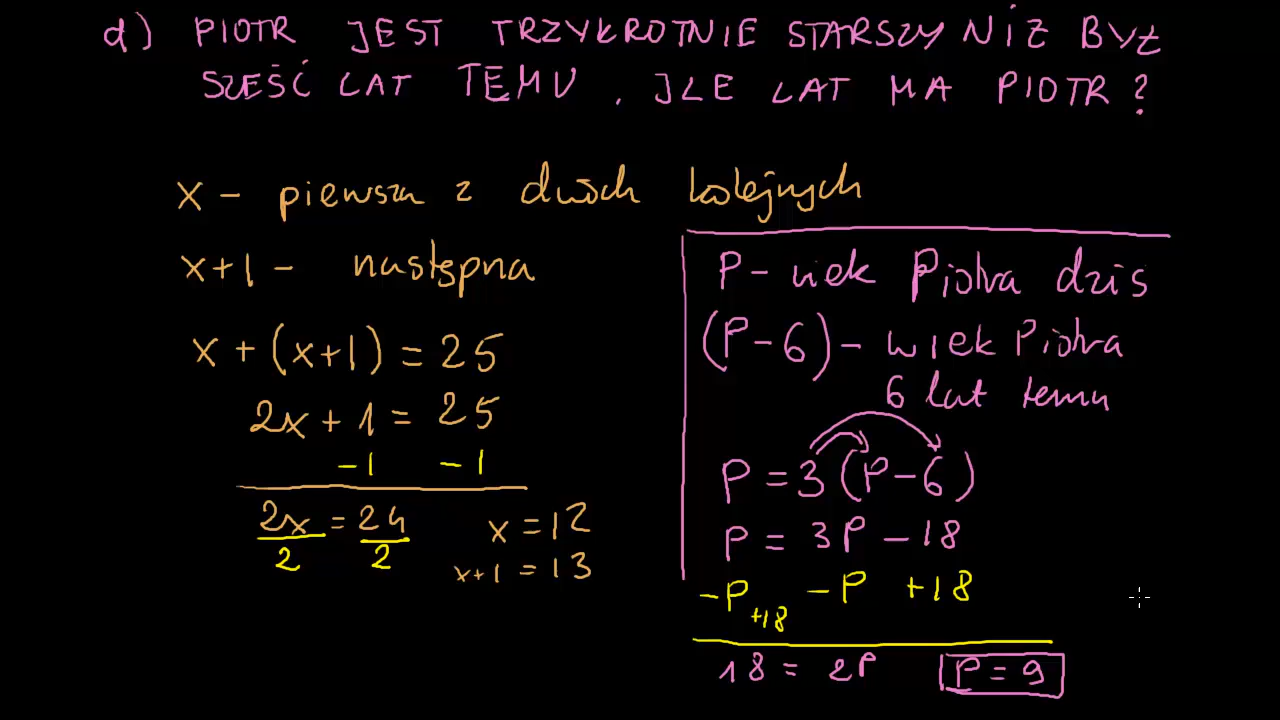 d) PIOTR JEST TRZYKROTNIE STARSZY NIŻ BYŁ
SZEŚĆ LAT TEMU. ILE LAT MA PIOTR?
x – pierwsza z dwóch kolejnych
x+1 – następna
x + (x+1) = 25
2x + 1 = 25
–1 –1
2x = 24
2 2
x = 12
x+1 = 13
P – wiek Piotra dziś
(P – 6) – wiek Piotra
6 lat temu
P = 3 (P – 6)
P = 3P – 18
–P +18 –P +18
18 = 2P P = 9